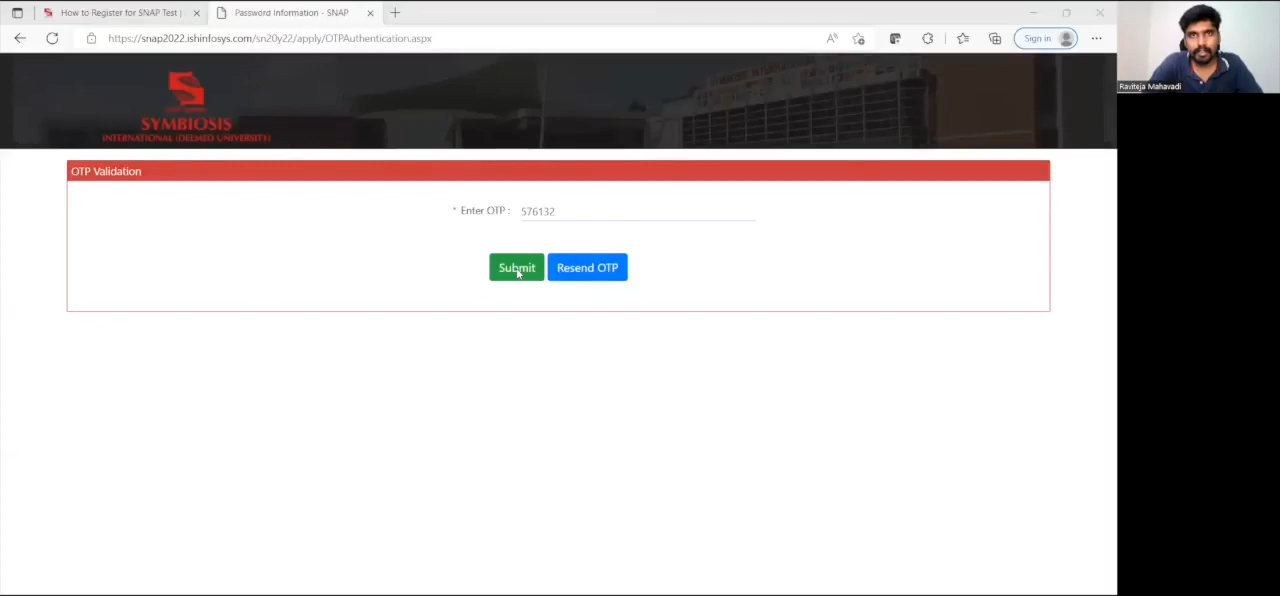 How to Register for SNAP Test |
Password Information - SNAP
https://snap2022.ishinfosys.com/sn20y22/apply/OTPAuthentication.aspx
Sign in
Raviteja Mahavadi
SYMBIOSIS
INTERNATIONAL (DEEMED UNIVERSITY)
OTP Validation
* Enter OTP : 576132
Submit Resend OTP